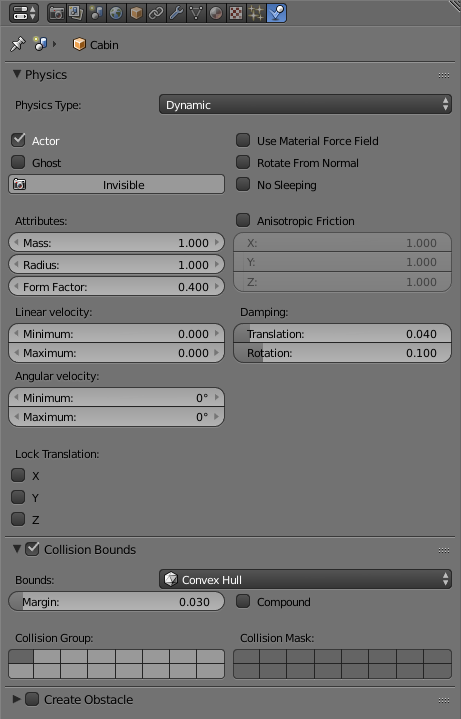 Cabin
Physics
Physics Type: Dynamic
Actor Use Material Force Field
Ghost Rotate From Normal
Invisible No Sleeping
Attributes: Anisotropic Friction
Mass: 1.000 X: 1.000
Radius: 1.000 Y: 1.000
Form Factor: 0.400 Z: 1.000
Linear velocity: Damping:
Minimum: 0.000 Translation: 0.040
Maximum: 0.000 Rotation: 0.100
Angular velocity:
Minimum: 0°
Maximum: 0°
Lock Translation:
X
Y
Z
Collision Bounds
Bounds: Convex Hull
Margin: 0.030 Compound
Collision Group: Collision Mask:
Create Obstacle